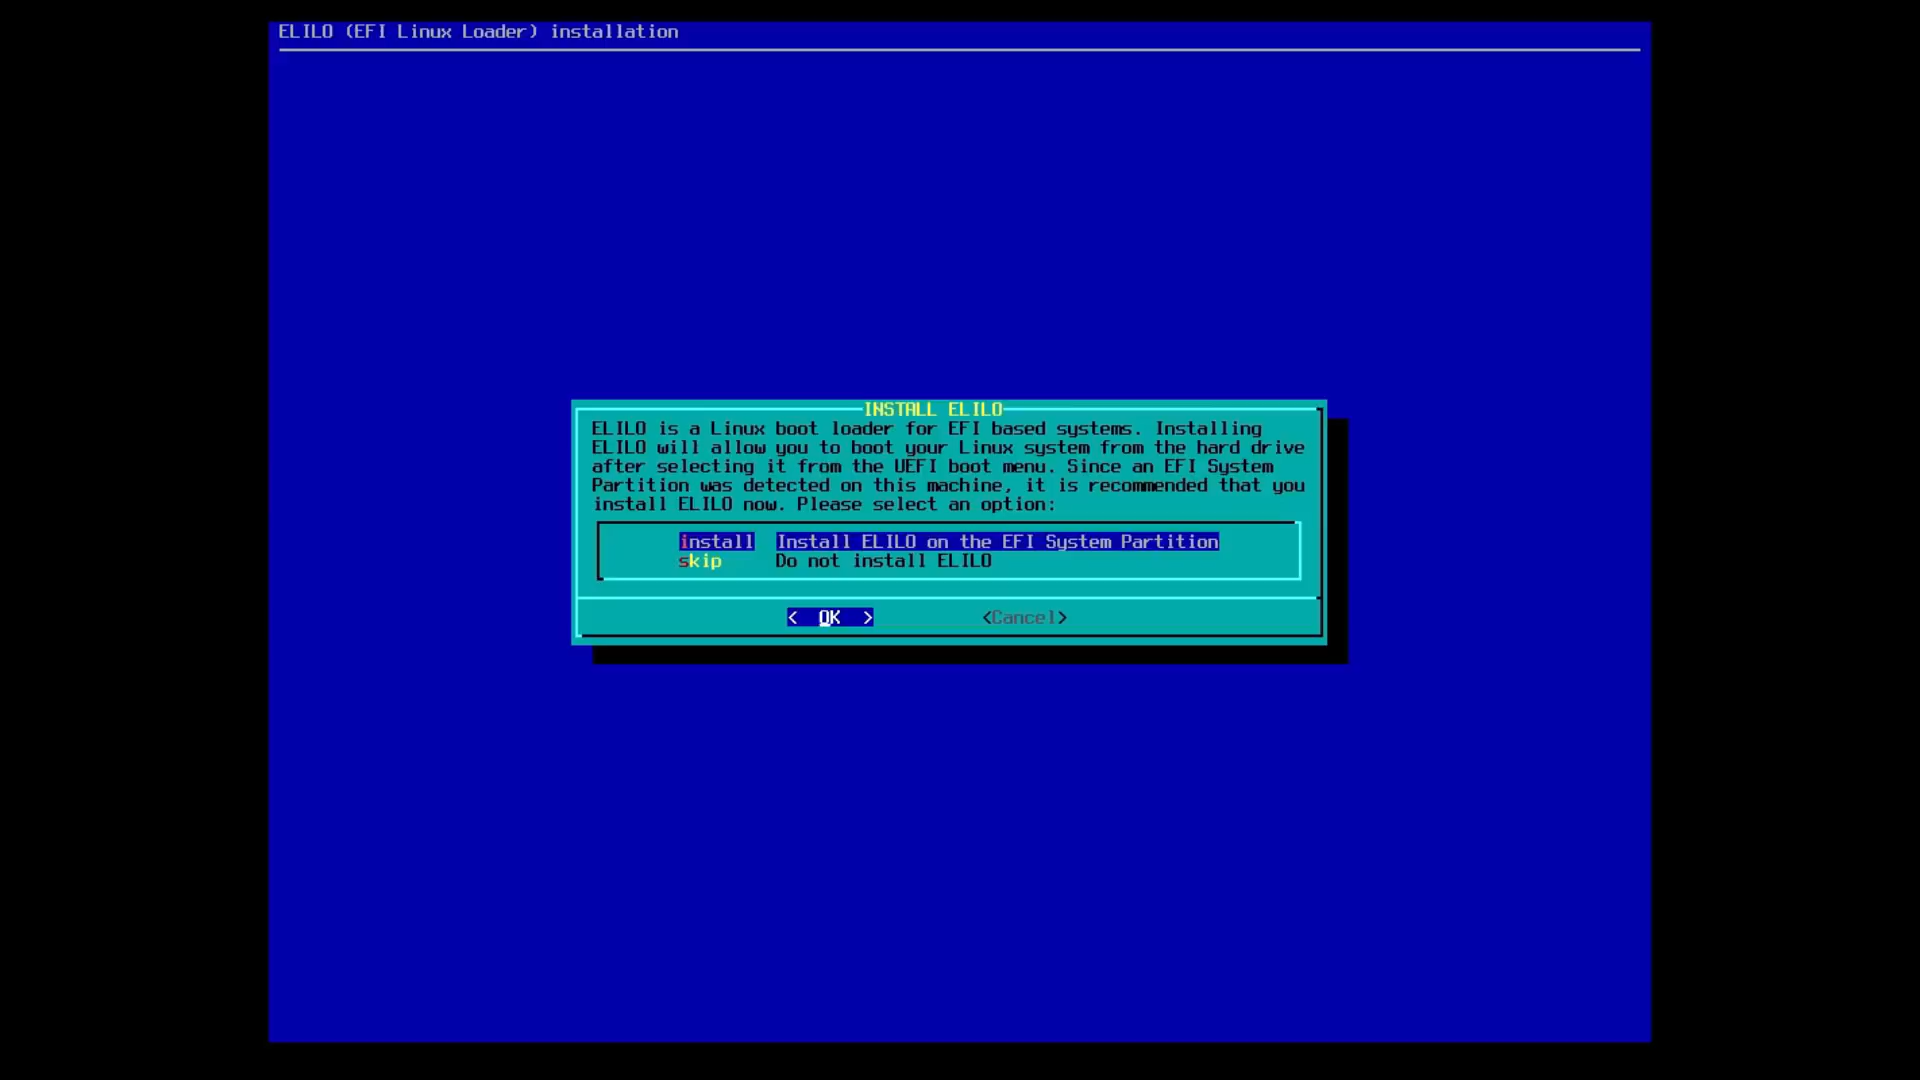 ELILO (EFI Linux Loader) installation
INSTALL ELILO
ELILO is a Linux boot loader for EFI based systems. Installing
ELILO will allow you to boot your Linux system from the hard drive
after selecting it from the UEFI boot menu. Since an EFI System
Partition was detected on this machine, it is recommended that you
install ELILO now. Please select an option:
install Install ELILO on the EFI System Partition
skip Do not install ELILO
< OK > <Cancel>